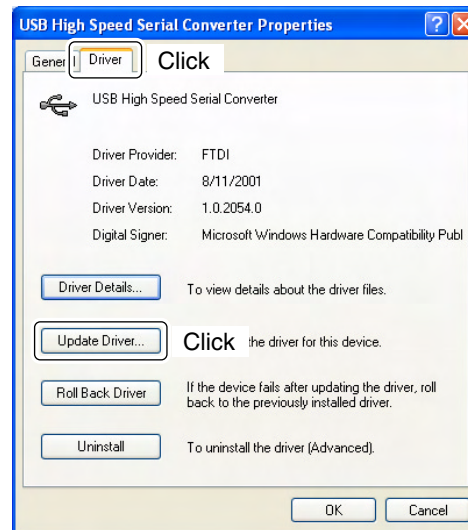 USB High Speed Serial Converter Properties
General Driver Click
USB High Speed Serial Converter
Driver Provider: FTDI
Driver Date: 8/11/2001
Driver Version: 1.0.2054.0
Digital Signer: Microsoft Windows Hardware Compatibility Publ
Driver Details... To view details about the driver files.
Update Driver... Click the driver for this device.
Roll Back Driver If the device fails after updating the driver, roll
back to the previously installed driver.
Uninstall To uninstall the driver (Advanced).
OK Cancel